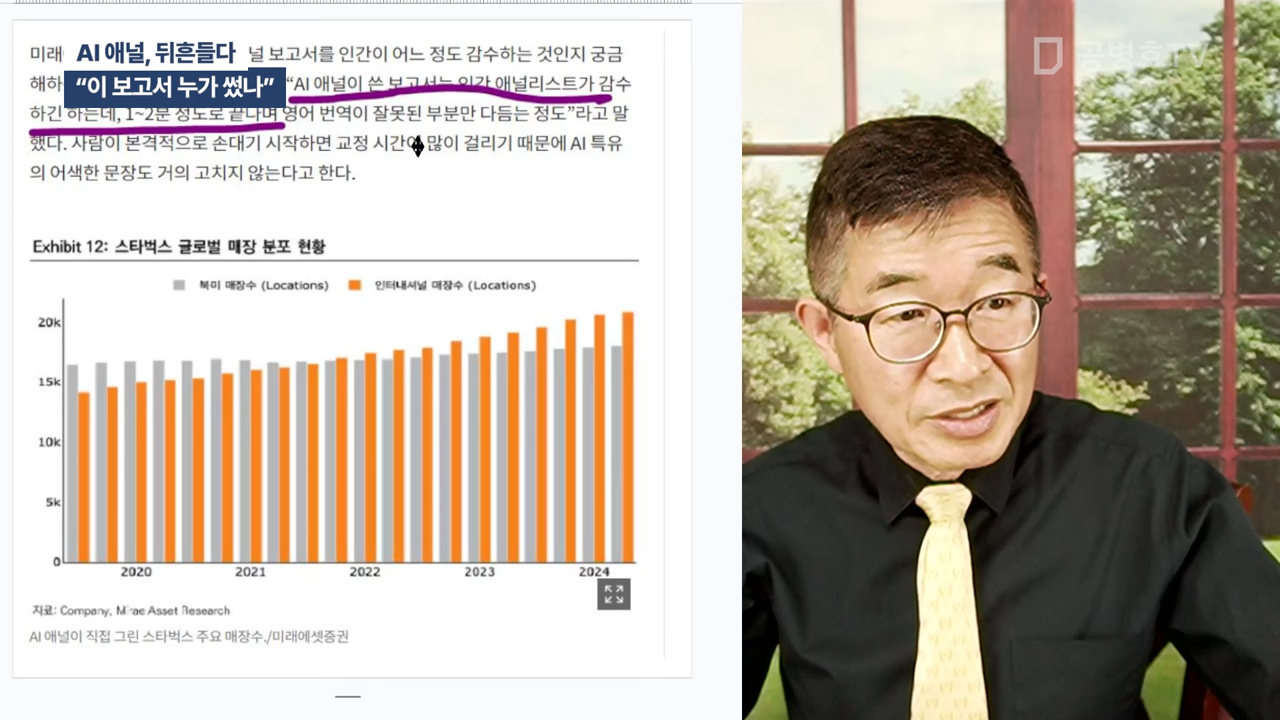 AI 애널, 뒤흔들다
“이 보고서 누가 썼나”
미래 널 보고서를 인간이 어느 정도 감수하는 것인지 궁금
해하 “AI 애널이 쓴 보고서는 인간 애널리스트가 감수
하긴 하는데, 1~2분 정도로 끝나며 영어 번역이 잘못된 부분만 다듬는 정도”라고 말
했다. 사람이 본격적으로 손대기 시작하면 교정 시간이 많이 걸리기 때문에 AI 특유
의 어색한 문장도 거의 고치지 않는다고 한다.
Exhibit 12: 스타벅스 글로벌 매장 분포 현황
북미 매장수 (Locations) 인터내셔널 매장수 (Locations)
20k
15k
10k
5k
0
2020 2021 2022 2023 2024
자료: Company, Mirae Asset Research
AI 애널이 직접 그린 스타벅스 주요 매장수./미래에셋증권
공병호TV